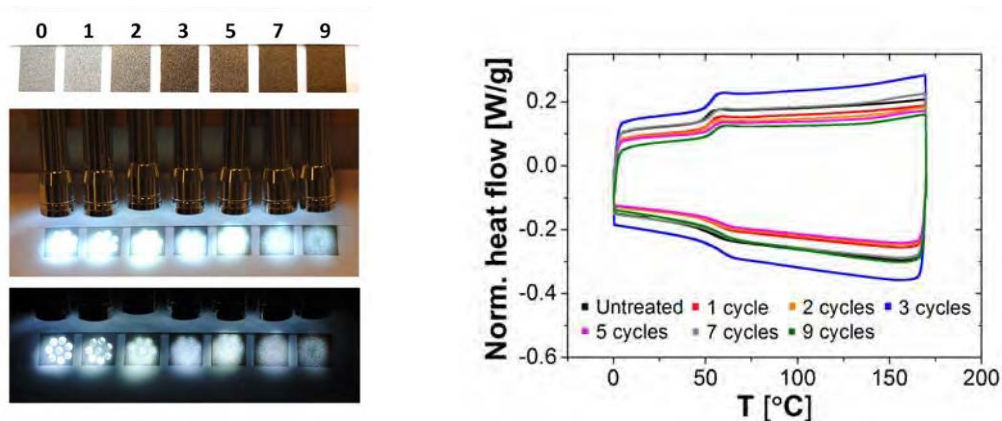 0 1 2 3 5 7 9
Norm. heat flow [W/g]
0.2
0.0
-0.2
-0.4
-0.6
Untreated 1 cycle 2 cycles 3 cycles
5 cycles 7 cycles 9 cycles
0 50 100 150 200
T [°C]